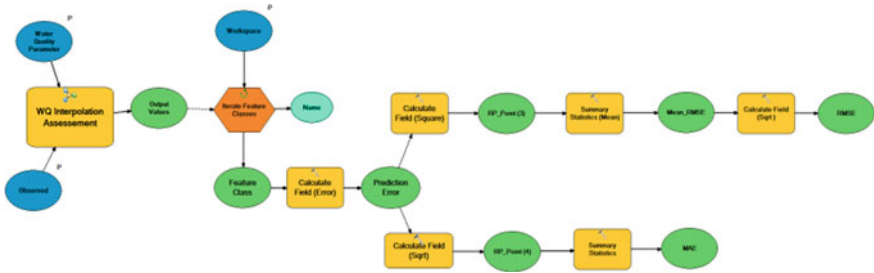 P
Water
Quality
Parameter
WQ Interpolation
Assessement
P
Observed
Output
Values
P
Workspace
Iterate Feature
Classes
Name
Feature
Class
Calculate
Field (Error)
Prediction
Error
Calculate
Field (Square)
RP_Point (3)
Summary
Statistics (Mean)
Mean_RMSE
Calculate Field
(Sqrt )
RMSE
Calculate Field
(Sqrt)
RP_Point (4)
Summary
Statistics
MAE